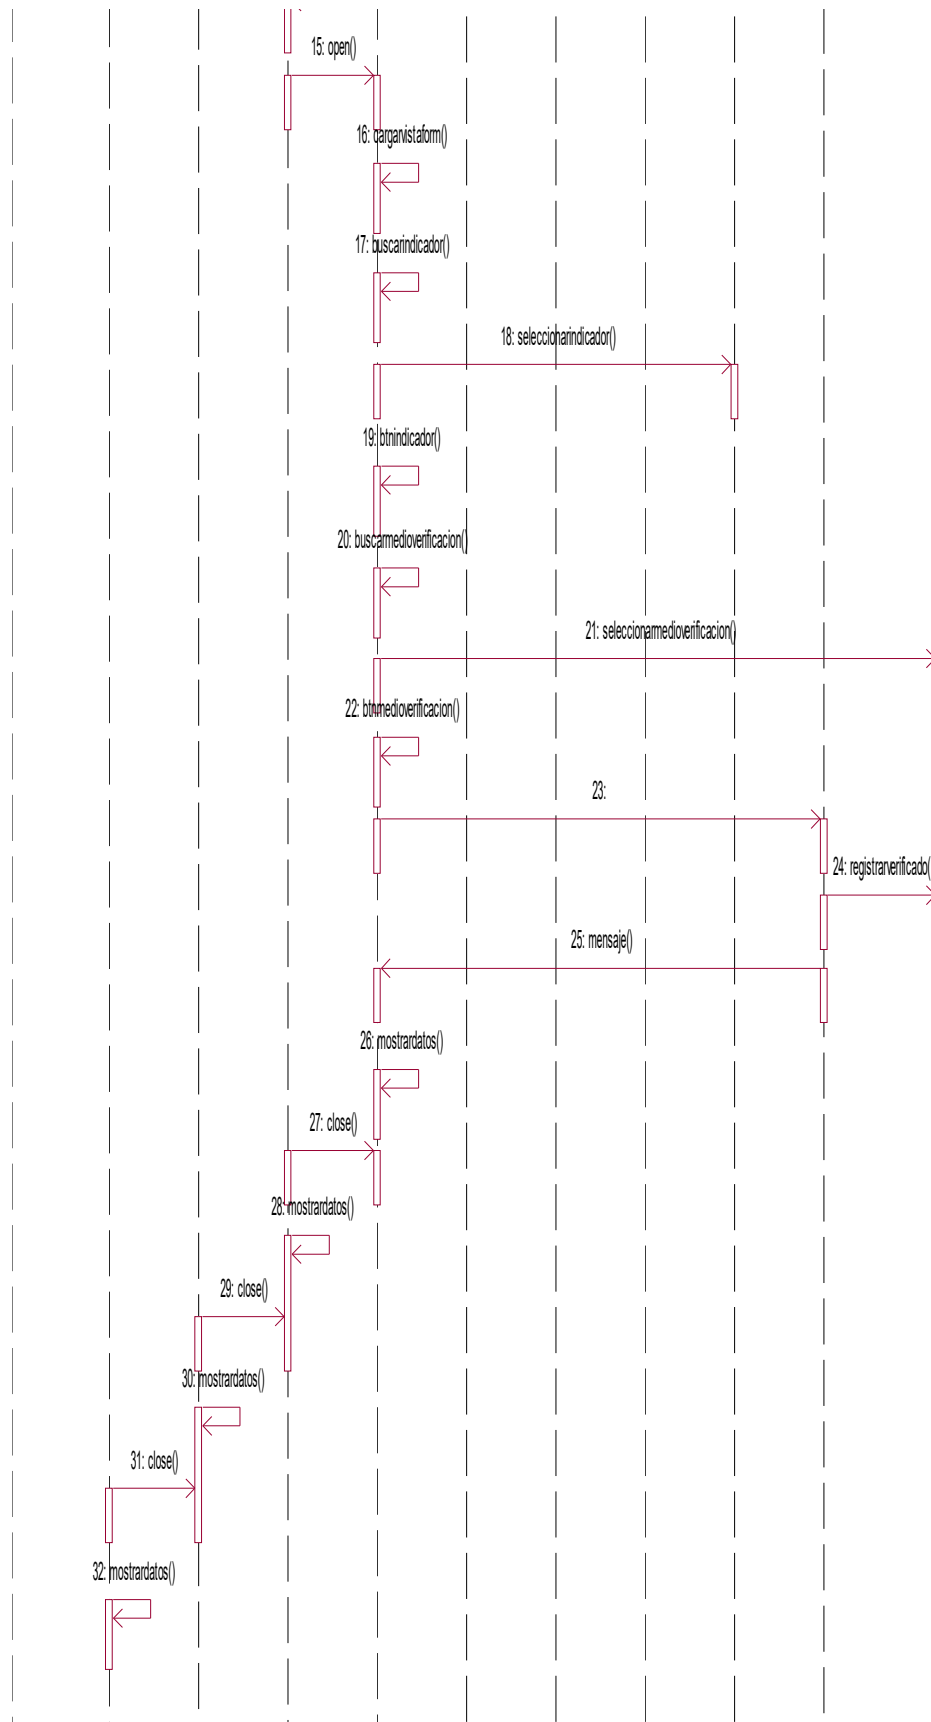 15: open()
16: cargarvistaform()
17: buscarindicador()
18: seleccionarindicador()
19: btnindicador()
20: buscarmedioverificacion()
21: seleccionarmedioverificacion()
22: btnmedioverificacion()
23:
24: registrarverificado(
25: mensaje()
26: mostrardatos()
27: close()
28: mostrardatos()
29: close()
30: mostrardatos()
31: close()
32: mostrardatos()